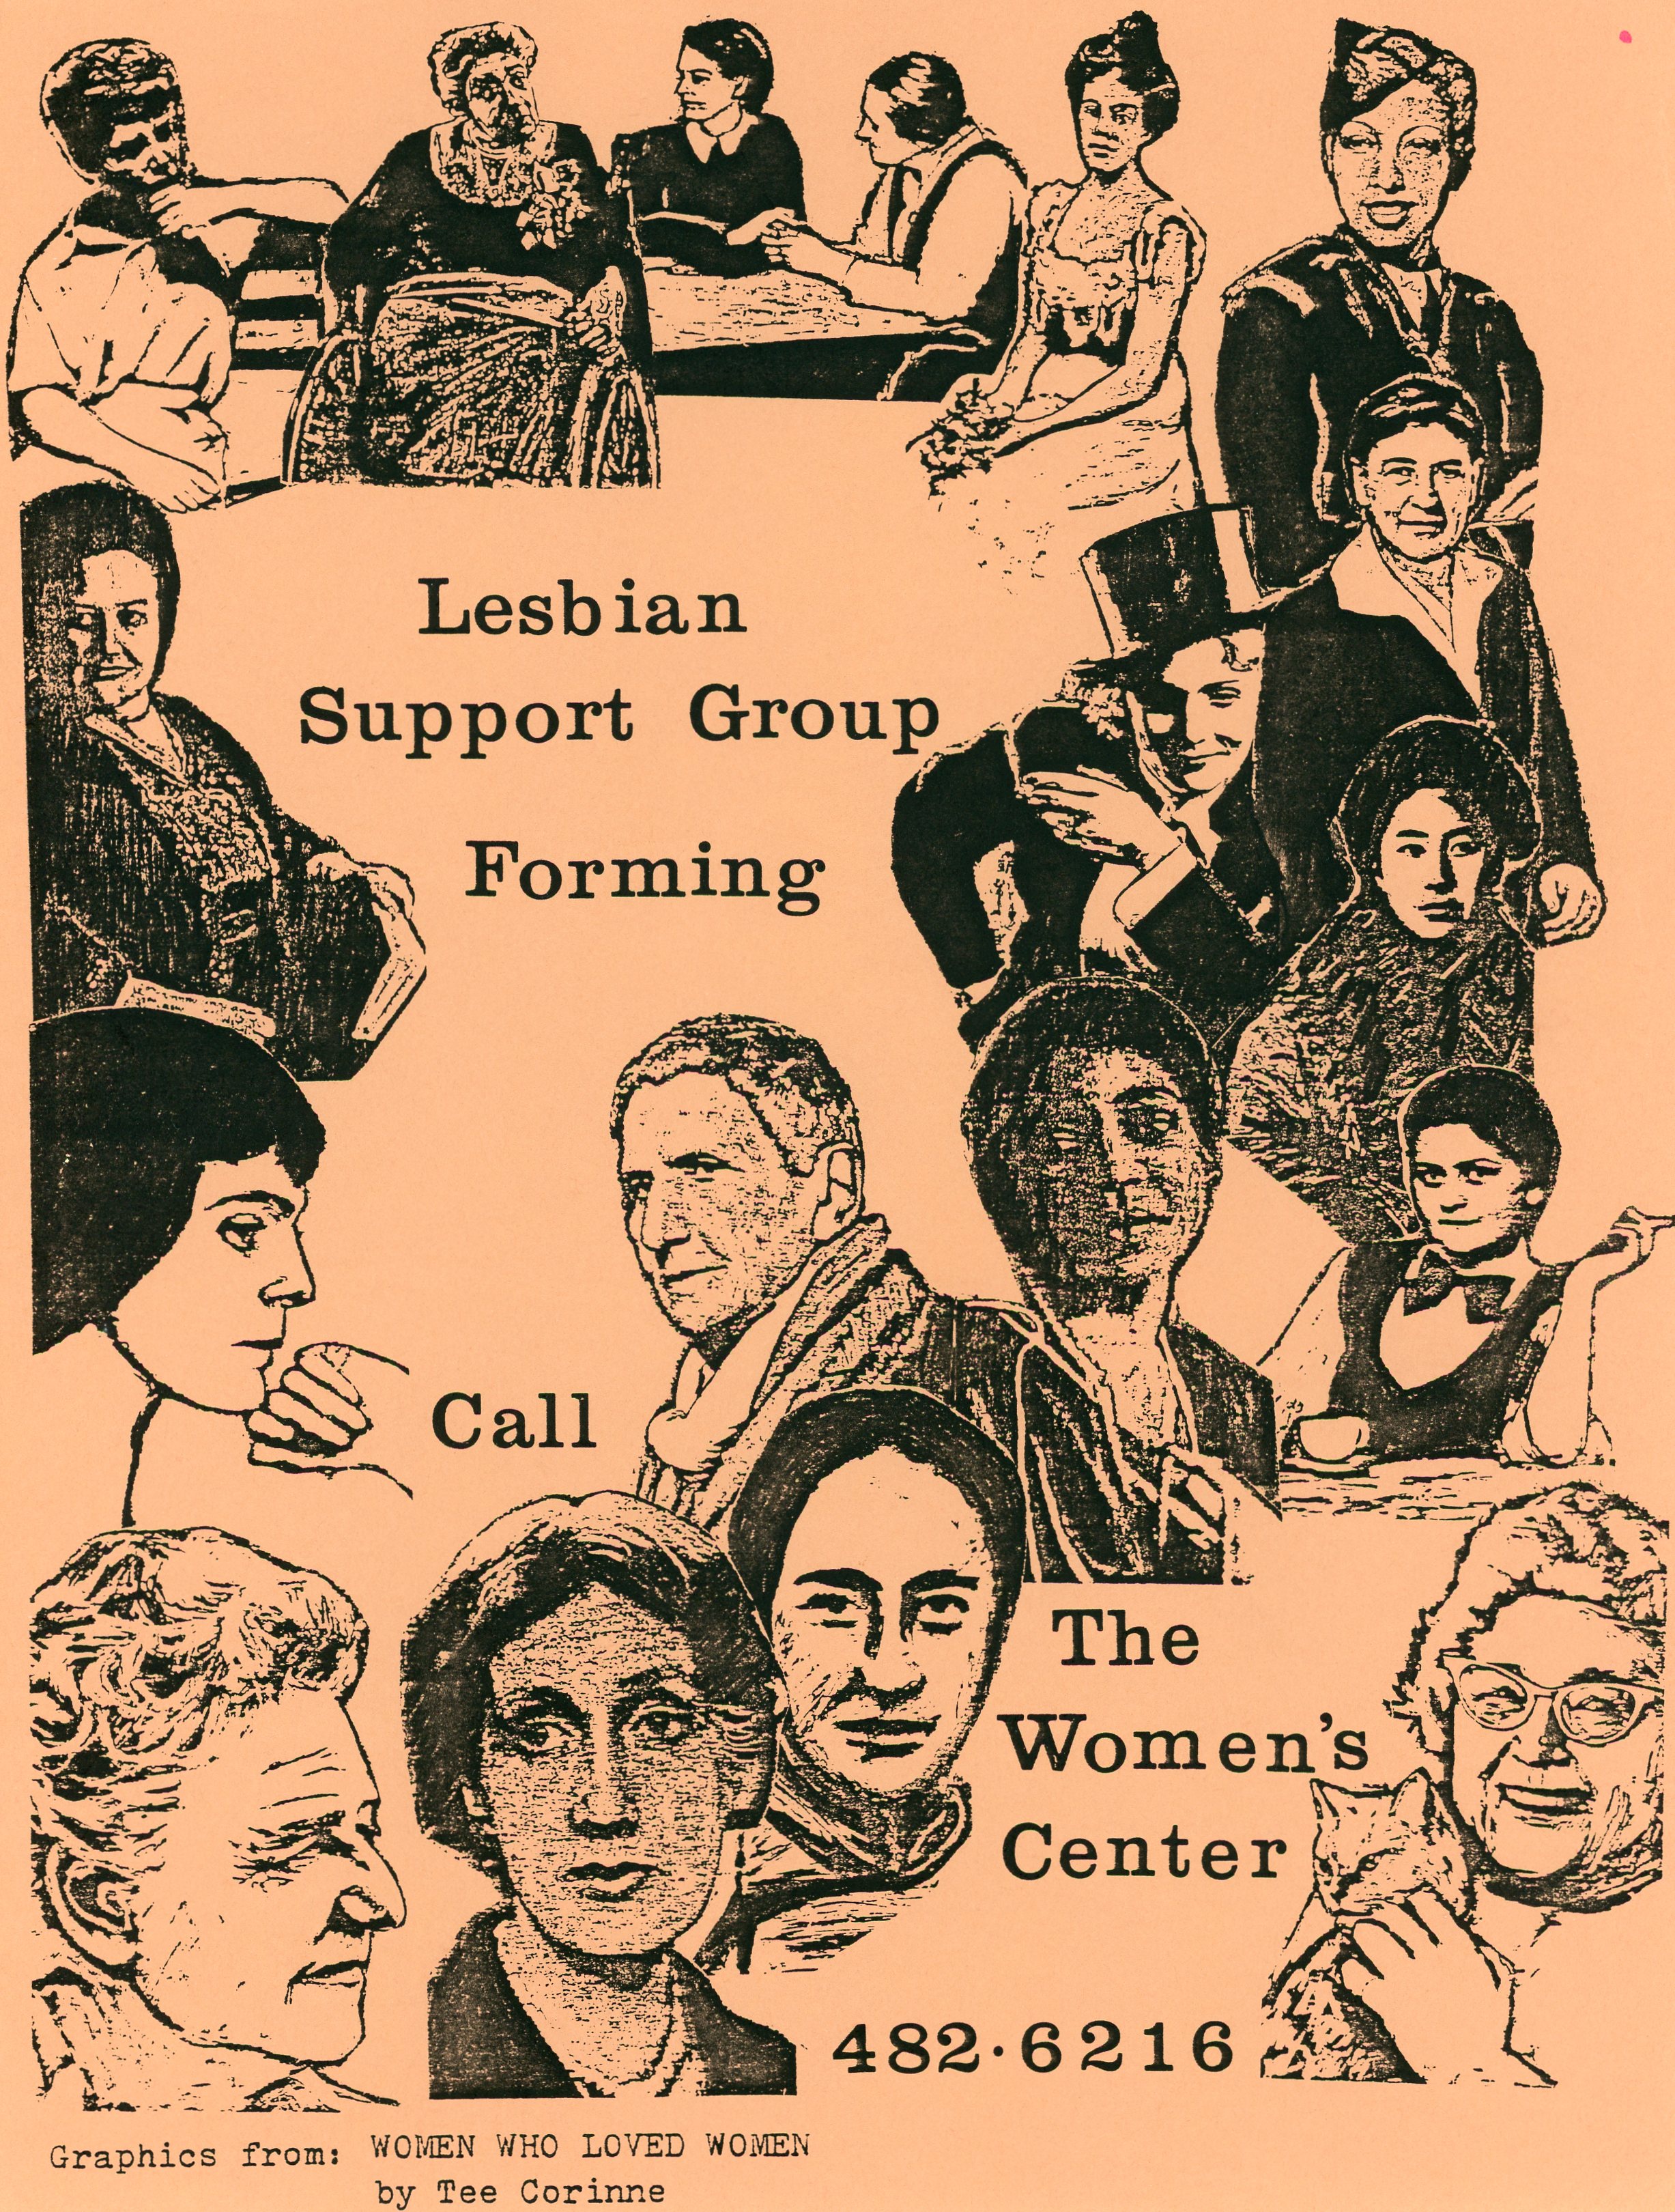 Lesbian
Support Group
Forming
Call
The
Women's
Center
482·6216
Graphics from: WOMEN WHO LOVED WOMEN
by Tee Corinne